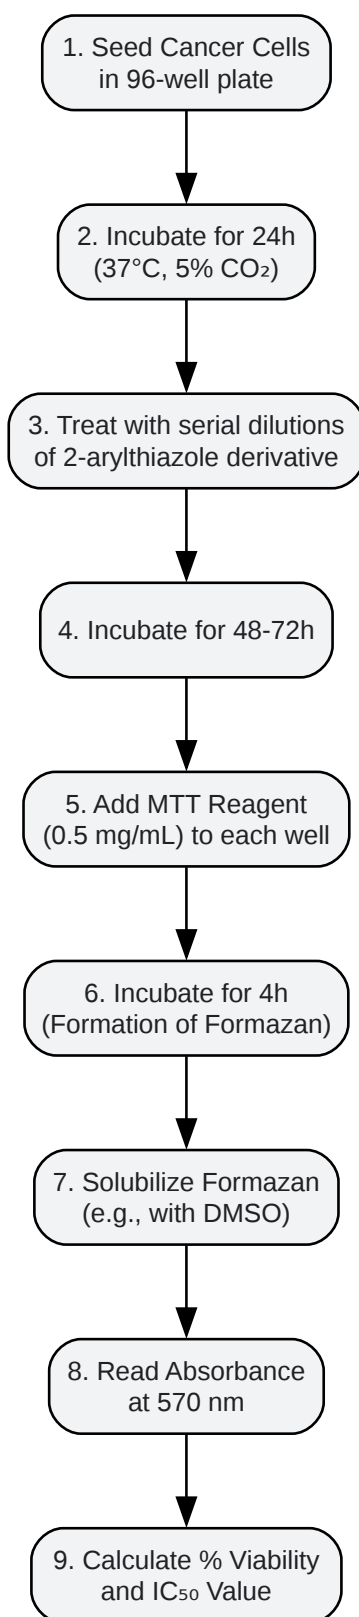 1. Seed Cancer Cells
in 96-well plate
2. Incubate for 24h
(37°C, 5% CO₂)
3. Treat with serial dilutions
of 2-arylthiazole derivative
4. Incubate for 48-72h
5. Add MTT Reagent
(0.5 mg/mL) to each well
6. Incubate for 4h
(Formation of Formazan)
7. Solubilize Formazan
(e.g., with DMSO)
8. Read Absorbance
at 570 nm
9. Calculate % Viability
and IC₅₀ Value